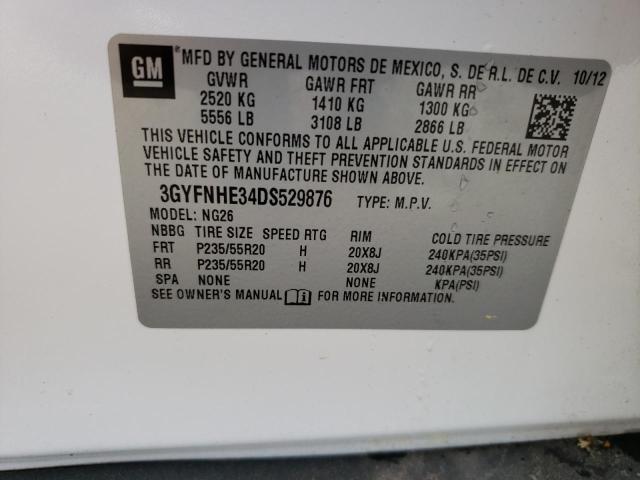 GM ® MFD BY GENERAL MOTORS DE MEXICO, S. DE R.L. DE C.V. 10/12
GVWR GAWR FRT GAWR RR
2520 KG 1410 KG 1300 KG
5556 LB 3108 LB 2866 LB
THIS VEHICLE CONFORMS TO ALL APPLICABLE U.S. FEDERAL MOTOR
VEHICLE SAFETY AND THEFT PREVENTION STANDARDS IN EFFECT ON
THE DATE OF MANUFACTURE SHOWN ABOVE.
3GYFNHE34DS529876 TYPE: M.P.V.
MODEL: NG26
NBBG TIRE SIZE SPEED RTG RIM COLD TIRE PRESSURE
FRT P235/55R20 H 20X8J 240KPA(35PSI)
RR P235/55R20 H 20X8J 240KPA(35PSI)
SPA NONE NONE KPA(PSI)
SEE OWNER'S MANUAL i FOR MORE INFORMATION.